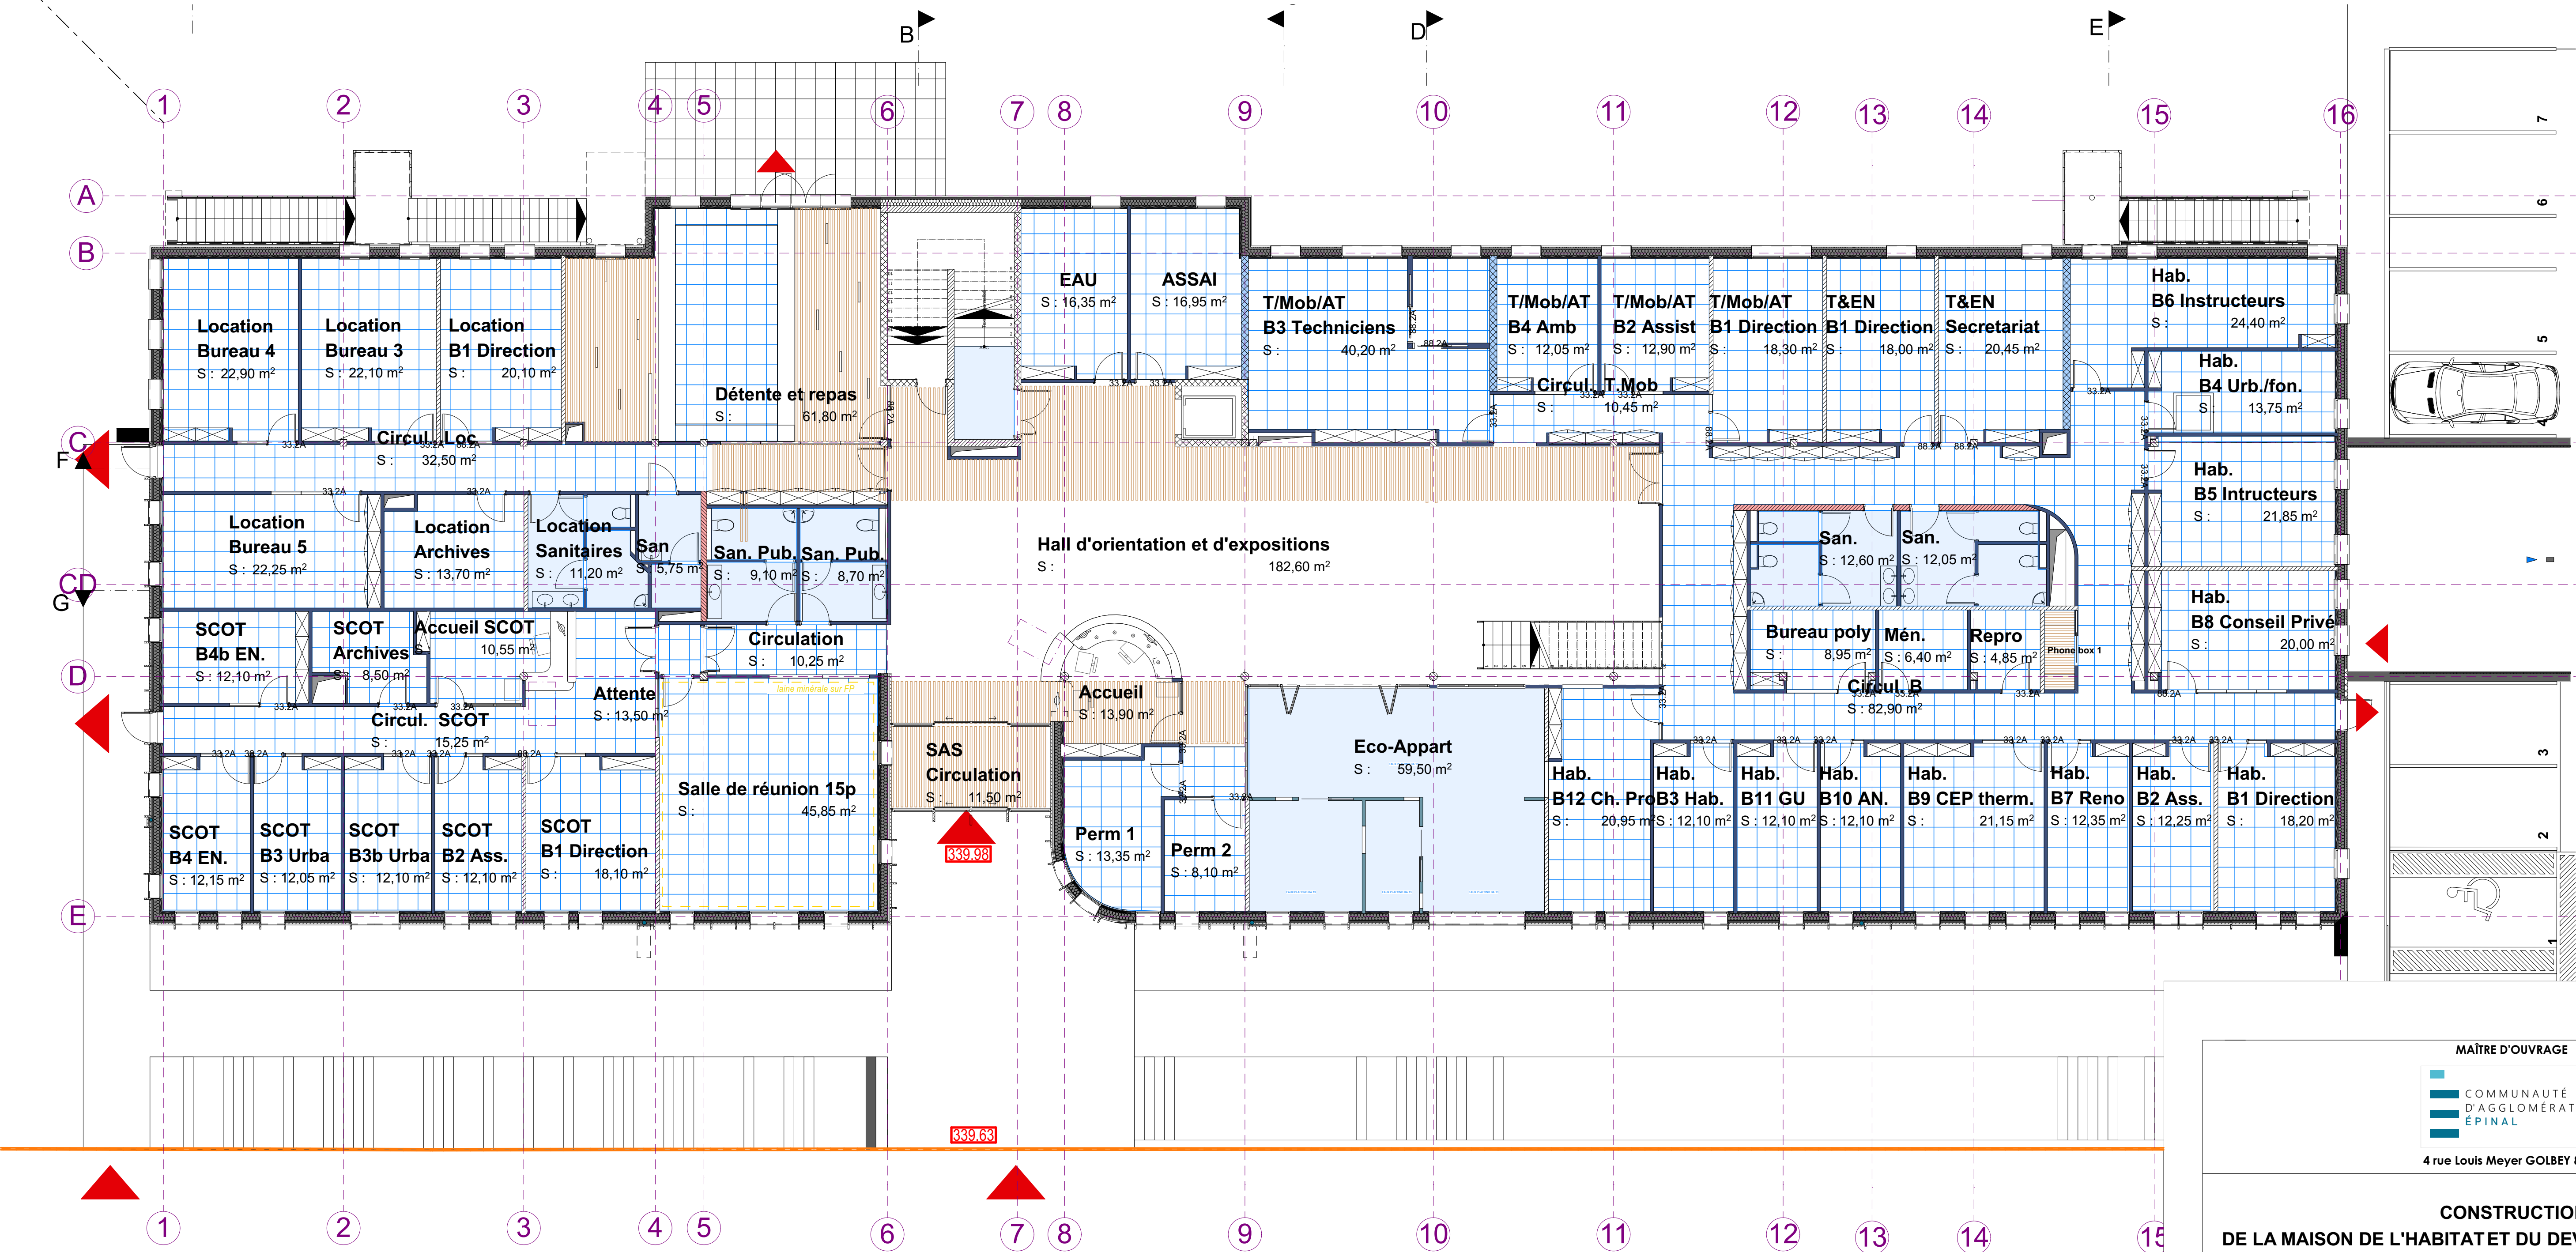 B
D
E
1
2
3
4
5
6
7
8
9
10
11
12
13
14
15
16
A
B
C
F
CD
G
D
E
Location
Bureau 4
S : 22,90 m²
Location
Bureau 3
S : 22,10 m²
Location
B1 Direction
S : 20,10 m²
Détente et repas
S : 61,80 m²
EAU
S : 16,35 m²
ASSAI
S : 16,95 m²
T/Mob/AT
B3 Techniciens
S : 40,20 m²
T/Mob/AT
B4 Amb
S : 12,05 m²
T/Mob/AT
B2 Assist
S : 12,90 m²
T/Mob/AT
B1 Direction
S : 18,30 m²
T&EN
B1 Direction
S : 18,00 m²
T&EN
Secretariat
S : 20,45 m²
Hab.
B6 Instructeurs
S : 24,40 m²
Hab.
B4 Urb./fon.
S : 13,75 m²
Circul. T.Mob
S : 10,45 m²
Circul. Loc
S : 32,50 m²
Location
Bureau 5
S : 22,25 m²
Location
Archives
S : 13,70 m²
Location
Sanitaires
S : 11,20 m²
San
S : 5,75 m²
San. Pub.
S : 9,10 m²
San. Pub.
S : 8,70 m²
Hall d'orientation et d'expositions
S : 182,60 m²
San.
S : 12,60 m²
San.
S : 12,05 m²
Hab.
B5 Intructeurs
S : 21,85 m²
Hab.
B8 Conseil Privé
S : 20,00 m²
SCOT
B4b EN.
S : 12,10 m²
SCOT
Archives
S : 8,50 m²
Accueil SCOT
S 10,55 m²
Circulation
S : 10,25 m²
laine minérale sur FP
Attente
S : 13,50 m²
Circul. SCOT
S : 15,25 m²
Bureau poly
S : 8,95 m²
Mén.
S : 6,40 m²
Repro
S : 4,85 m²
Phone box 1
Circul. B
S : 82,90 m²
Accueil
S : 13,90 m²
SAS
Circulation
S : 11,50 m²
Salle de réunion 15p
S : 45,85 m²
Eco-Appart
S : 59,50 m²
SCOT
B4 EN.
S : 12,15 m²
SCOT
B3 Urba
S : 12,05 m²
SCOT
B3b Urba
S : 12,10 m²
SCOT
B2 Ass.
S : 12,10 m²
SCOT
B1 Direction
S : 18,10 m²
Perm 1
S : 13,35 m²
Perm 2
S : 8,10 m²
Hab.
B12 Ch. Pro
S : 20,95 m²
Hab.
B3 Hab.
S : 12,10 m²
Hab.
B11 GU
S : 12,10 m²
Hab.
B10 AN.
S : 12,10 m²
Hab.
B9 CEP therm.
S : 21,15 m²
Hab.
B7 Reno
S : 12,35 m²
Hab.
B2 Ass.
S : 12,25 m²
Hab.
B1 Direction
S : 18,20 m²
339.98
339.63
7
6
5
4
3
2
1
1
2
3
4
5
6
7
8
9
10
11
12
13
14
15
MAÎTRE D'OUVRAGE
COMMUNAUTÉ
D'AGGLOMÉRAT
ÉPINAL
4 rue Louis Meyer GOLBEY
CONSTRUCTIO
DE LA MAISON DE L'HABITAT ET DU DE